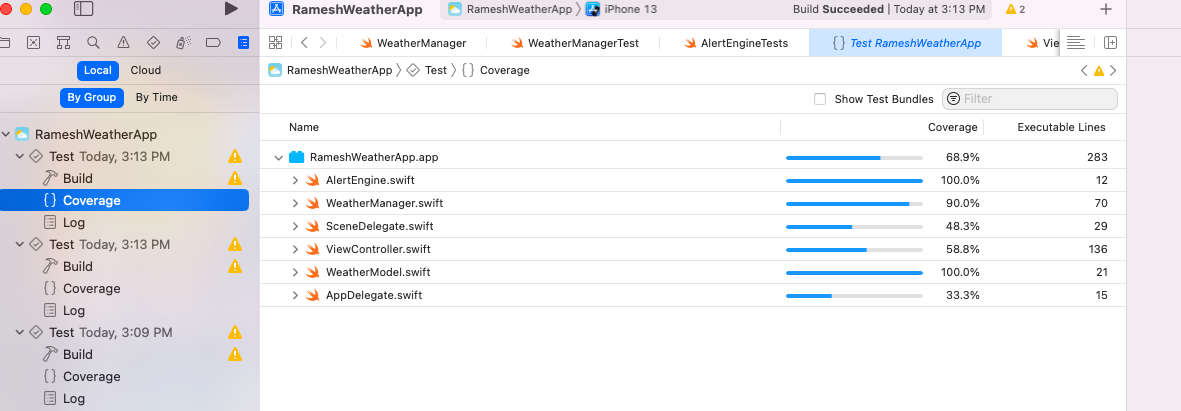 RameshWeatherApp
RameshWeatherApp
iPhone 13
Build Succeeded | Today at 3:13 PM
2
WeatherManager
WeatherManagerTest
AlertEngineTests
{} Test RameshWeatherApp
Vie
Local
Cloud
RameshWeatherApp
Test
{} Coverage
By Group
By Time
Show Test Bundles
Filter
Name
Coverage
Executable Lines
RameshWeatherApp
Test Today, 3:13 PM
Build
{} Coverage
Log
Test Today, 3:13 PM
Build
{} Coverage
Log
Test Today, 3:09 PM
Build
{} Coverage
Log
RameshWeatherApp.app 68.9% 283
AlertEngine.swift 100.0% 12
WeatherManager.swift 90.0% 70
SceneDelegate.swift 48.3% 29
ViewController.swift 58.8% 136
WeatherModel.swift 100.0% 21
AppDelegate.swift 33.3% 15